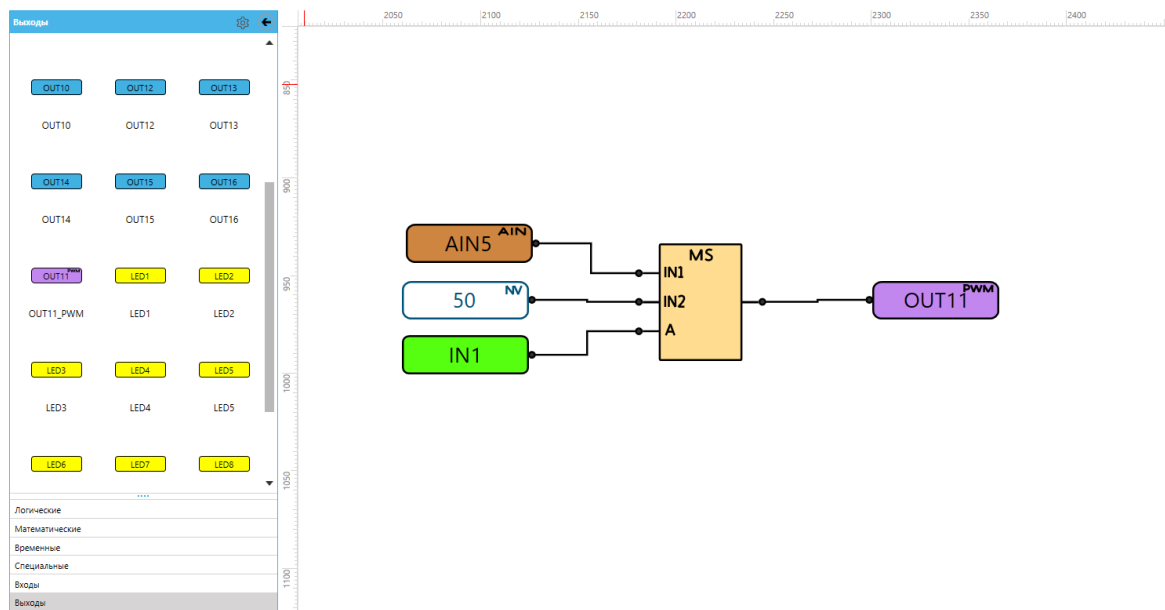 Выходы
OUT10 OUT12 OUT13
OUT10 OUT12 OUT13
OUT14 OUT15 OUT16
OUT14 OUT15 OUT16
OUT11 PWM LED1 LED2
OUT11_PWM LED1 LED2
LED3 LED4 LED5
LED3 LED4 LED5
LED6 LED7 LED8
Логические
Математические
Временные
Специальные
Входы
Выходы
2050 2100 2150 2200 2250 2300 2350 2400
850
900
950
1000
1050
1100
AIN5 AIN
50 NV
IN1
MS
IN1
IN2
A
OUT11 PWM